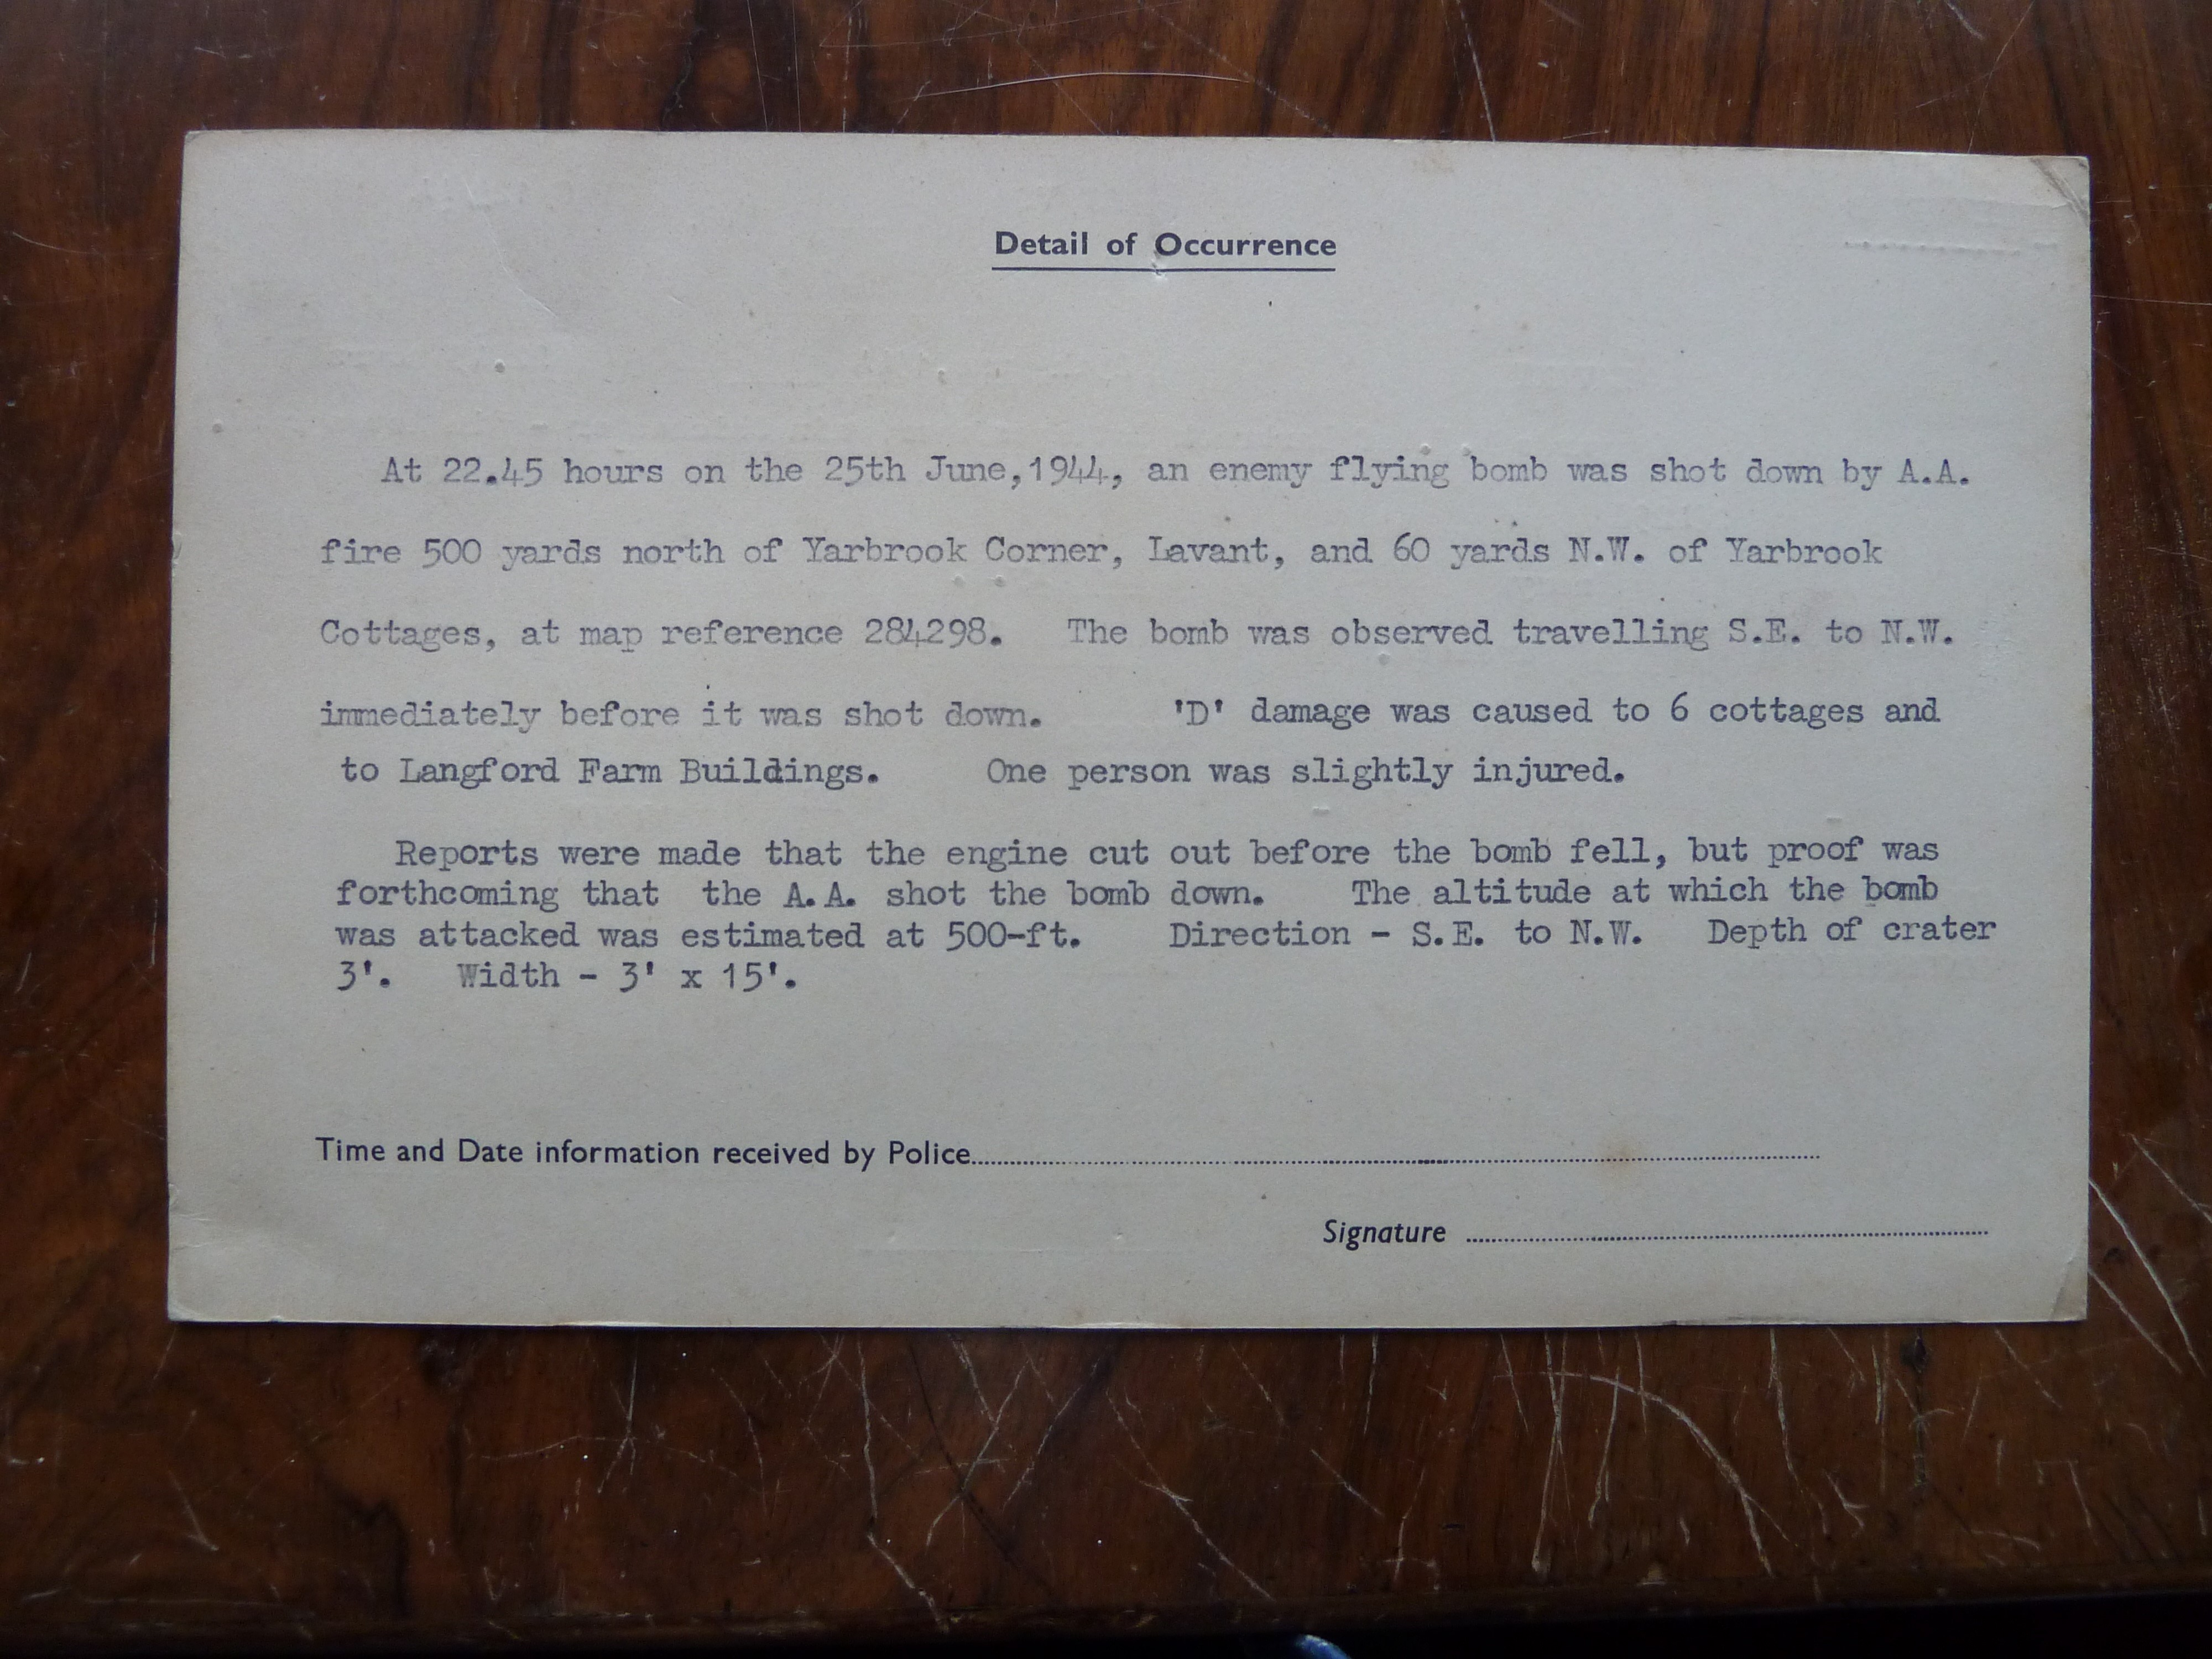 Detail of Occurrence
At 22.45 hours on the 25th June,1944, an enemy flying bomb was shot down by A.A.
fire 500 yards north of Yarbrook Corner, Lavant, and 60 yards N.W. of Yarbrook
Cottages, at map reference 284298. The bomb was observed travelling S.E. to N.W.
immediately before it was shot down. 'D' damage was caused to 6 cottages and
to Langford Farm Buildings. One person was slightly injured.
Reports were made that the engine cut out before the bomb fell, but proof was
forthcoming that the A.A. shot the bomb down. The altitude at which the bomb
was attacked was estimated at 500-ft. Direction - S.E. to N.W. Depth of crater
3'. Width - 3' x 15'.
Time and Date information received by Police
Signature